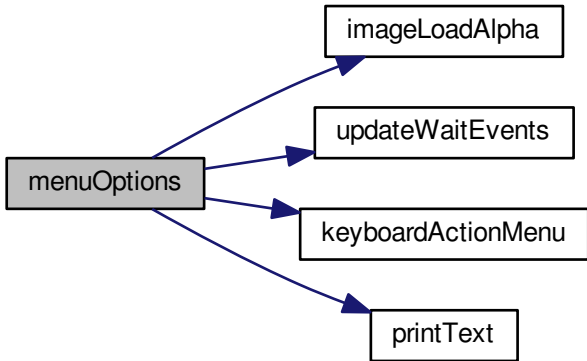 imageLoadAlpha
updateWaitEvents
menuOptions
keyboardActionMenu
printText